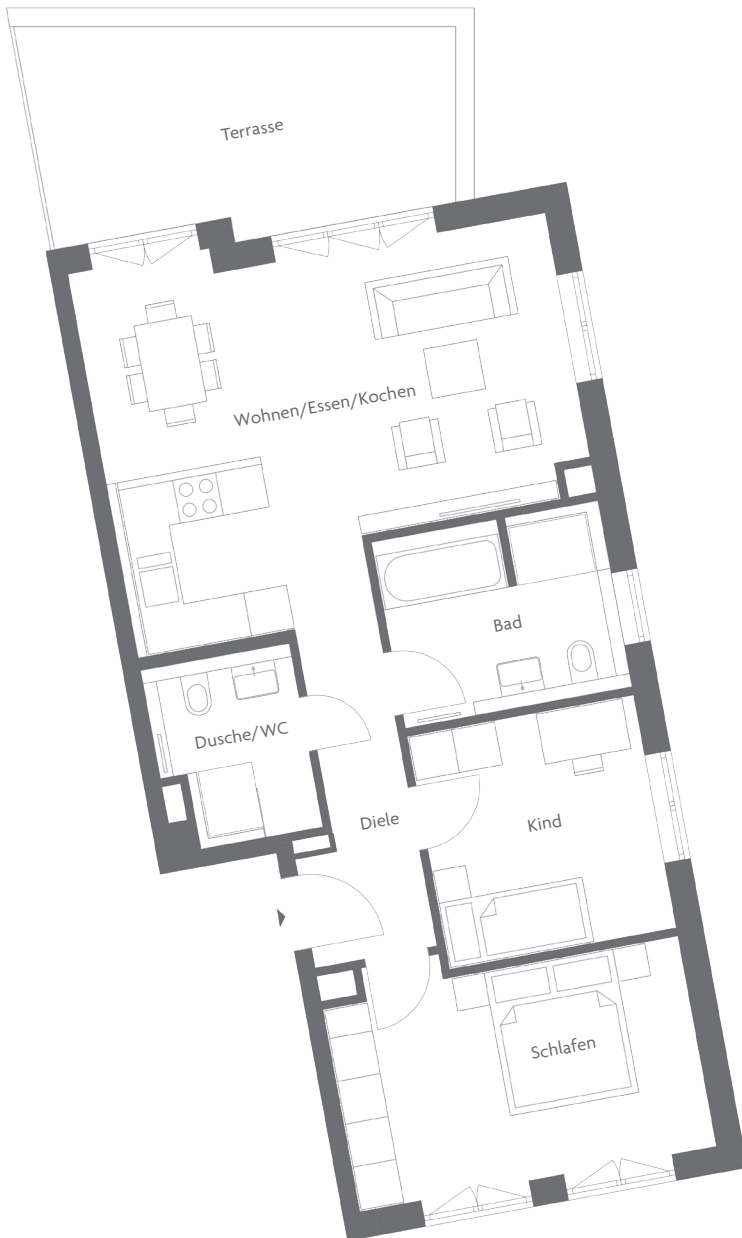 Terrasse
Wohnen/Essen/Kochen
Bad
Dusche/WC
Diele
Kind
Schlafen